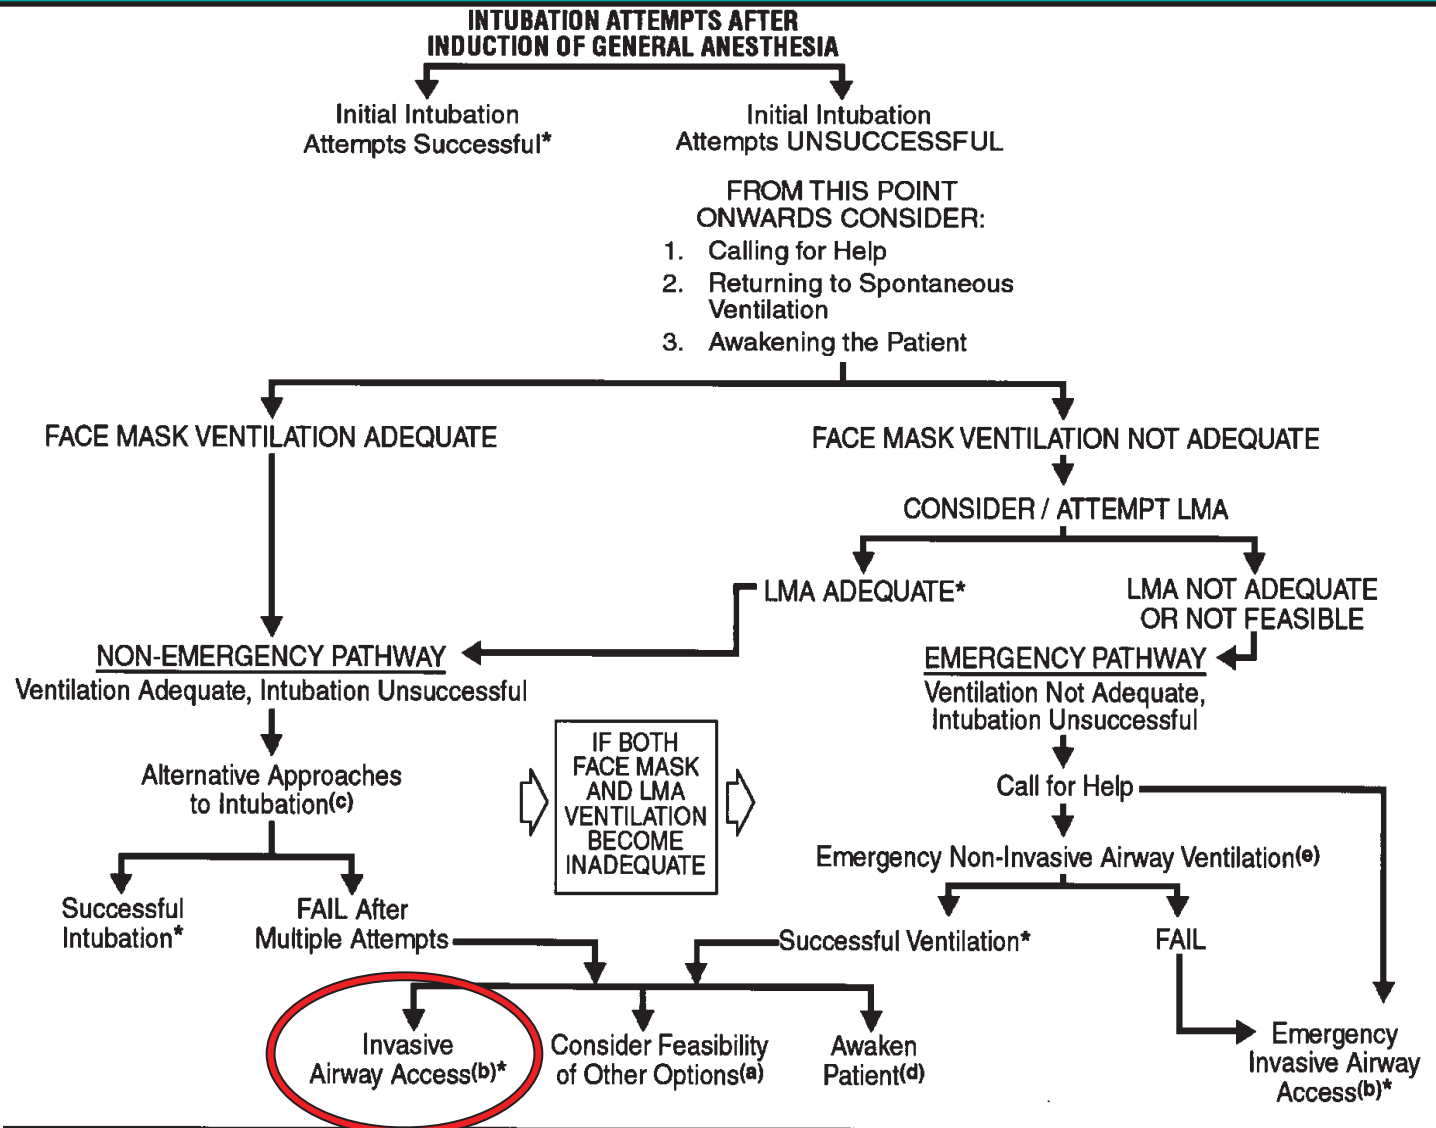 INTUBATION ATTEMPTS AFTER
INDUCTION OF GENERAL ANESTHESIA
Initial Intubation
Attempts Successful*
Initial Intubation
Attempts UNSUCCESSFUL
FROM THIS POINT
ONWARDS CONSIDER:
1. Calling for Help
2. Returning to Spontaneous
Ventilation
3. Awakening the Patient
FACE MASK VENTILATION ADEQUATE
FACE MASK VENTILATION NOT ADEQUATE
CONSIDER / ATTEMPT LMA
LMA ADEQUATE*
LMA NOT ADEQUATE
OR NOT FEASIBLE
NON-EMERGENCY PATHWAY
Ventilation Adequate, Intubation Unsuccessful
EMERGENCY PATHWAY
Ventilation Not Adequate,
Intubation Unsuccessful
IF BOTH
FACE MASK
AND LMA
VENTILATION
BECOME
INADEQUATE
Alternative Approaches
to Intubation(c)
Call for Help
Emergency Non-Invasive Airway Ventilation(e)
Successful
Intubation*
FAIL After
Multiple Attempts
Successful Ventilation*
FAIL
Invasive
Airway Access(b)*
Consider Feasibility
of Other Options(a)
Awaken
Patient(d)
Emergency
Invasive Airway
Access(b)*